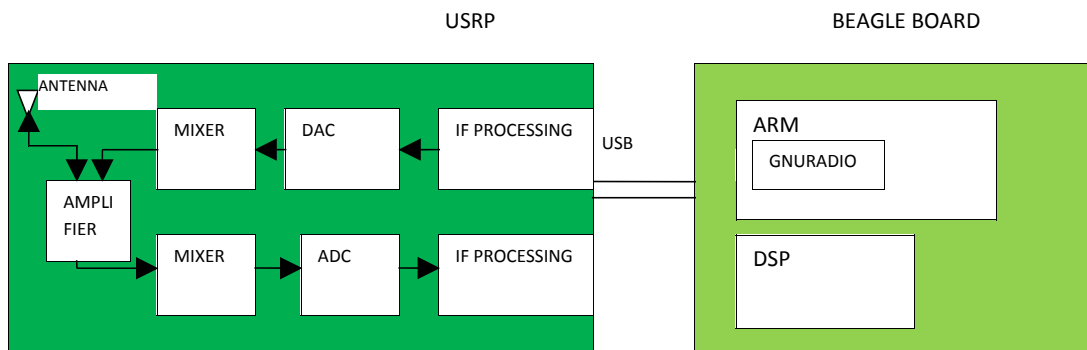 USRP
BEAGLE BOARD
ANTENNA
MIXER
DAC
IF PROCESSING
USB
ARM
GNURADIO
AMPLI
FIER
MIXER
ADC
IF PROCESSING
DSP